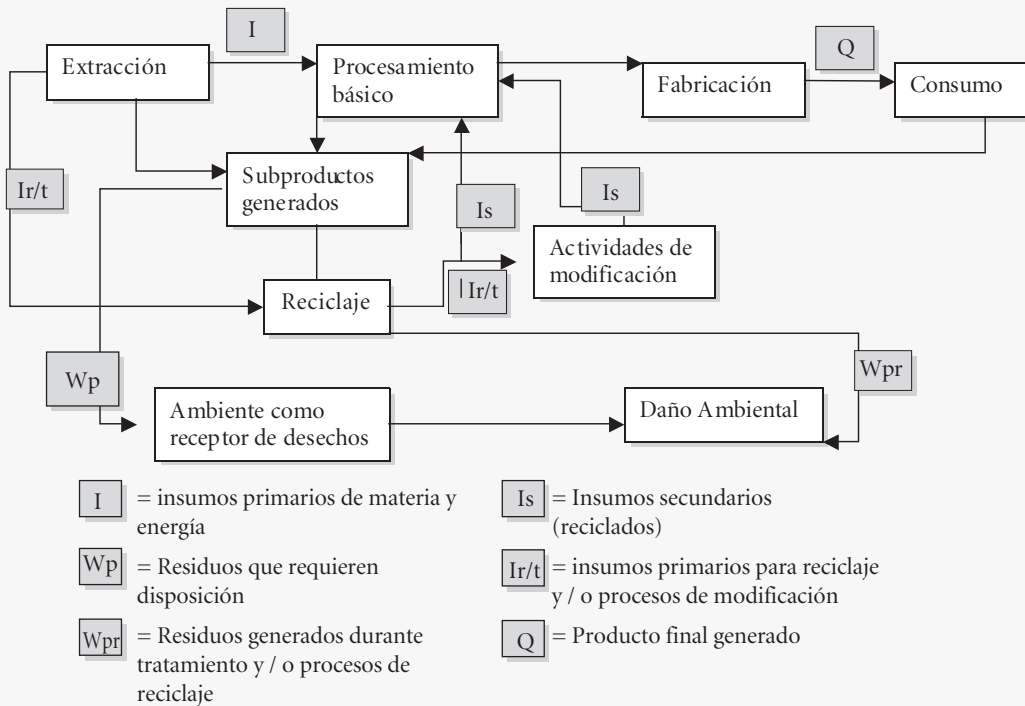 I
Q
Extracción
Procesamiento
básico
Fabricación
Consumo
Ir/t
Subproductos
generados
Is
Is
Actividades de
modificación
Reciclaje
|Ir/t
Wp
Wpr
Ambiente como
receptor de desechos
Daño Ambiental
I = insumos primarios de materia y
energía
Wp = Residuos que requieren
disposición
Wpr = Residuos generados durante
tratamiento y / o procesos de
reciclaje
Is = Insumos secundarios
(reciclados)
Ir/t = insumos primarios para reciclaje
y / o procesos de modificación
Q = Producto final generado